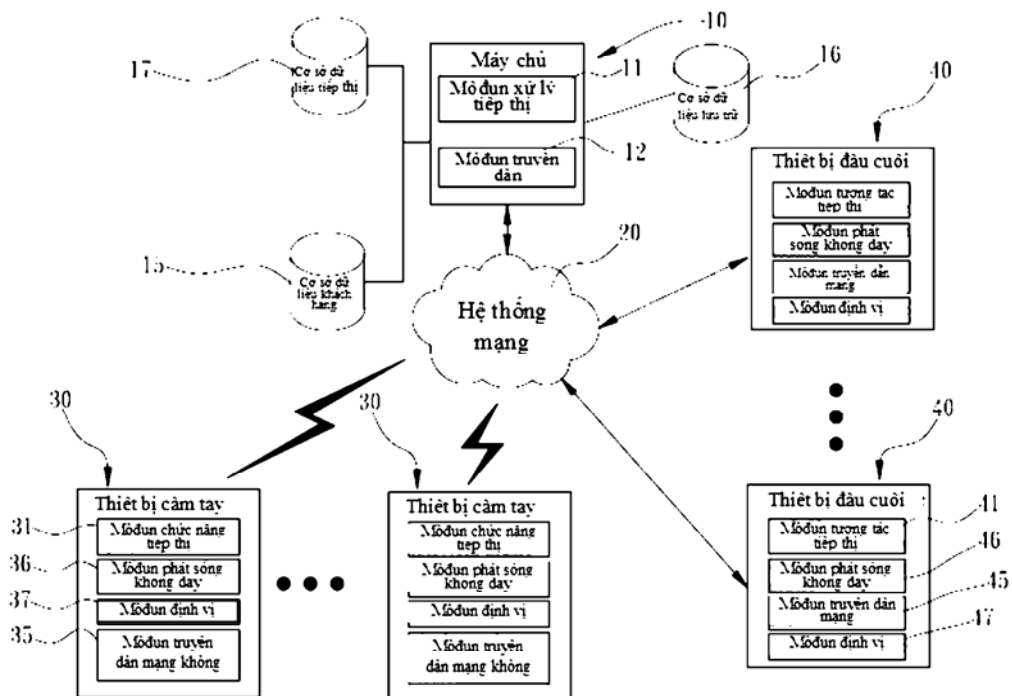 17
Cơ sở dữ
liệu tiếp thị
Máy chủ
10
11
Môđun xử lý
tiếp thị
12
Môđun truyền
dẫn
16
Cơ sở dữ
liệu lưu trữ
40
Thiết bị đầu cuối
Môđun tương tác
tiếp thị
Môđun phát
sóng không dây
Môđun truyền dẫn
mạng
Môđun định vị
15
Cơ sở dữ
liệu khách
hàng
20
Hệ thống
mạng
30
Thiết bị cầm tay
31
Môđun chức năng
tiếp thị
36
Môđun phát sóng
không dây
37
Môđun định vị
35
Môđun truyền
dẫn mạng không
30
Thiết bị cầm tay
Môđun chức năng
tiếp thị
Môđun phát sóng
không dây
Môđun định vị
Môđun truyền
dẫn mạng không
40
Thiết bị đầu cuối
41
Môđun tương tác
tiếp thị
46
Môđun phát sóng
không dây
45
Môđun truyền dẫn
mạng
47
Môđun định vị